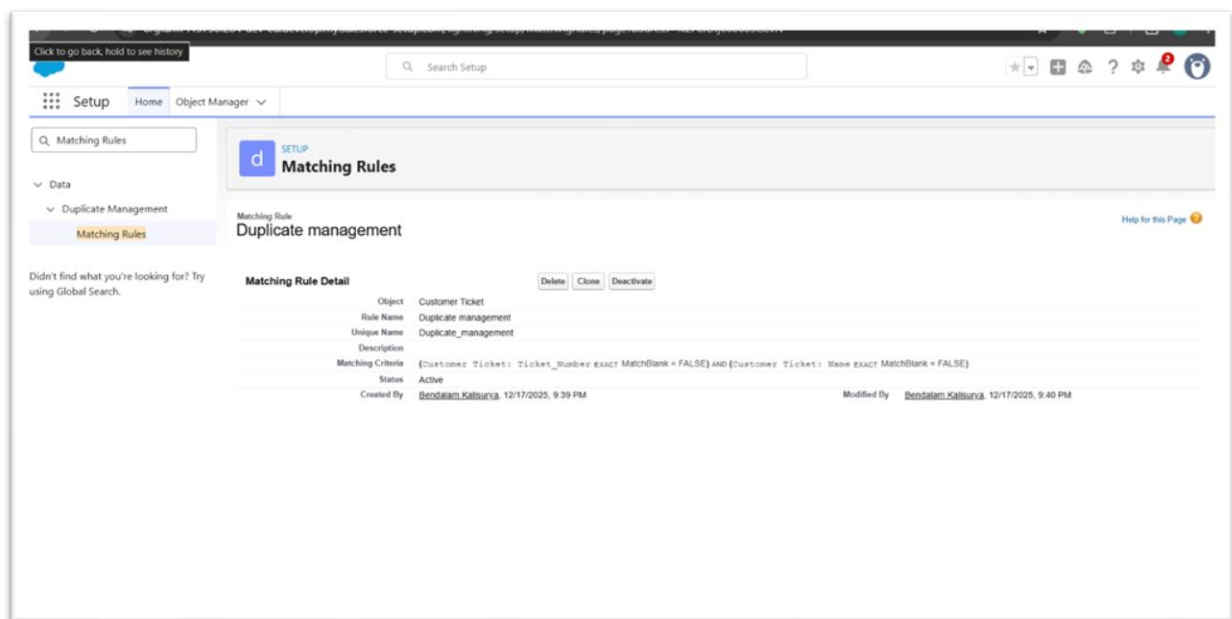 Click to go back, hold to see history
Search Setup
2
Setup
Home
Object Manager
Matching Rules
d
SETUP
Matching Rules
Data
Duplicate Management
Matching Rules
Didn't find what you're looking for? Try
using Global Search.
Matching Rule
Duplicate management
Help for this Page
Matching Rule Detail
Delete Clone Deactivate
Object Customer Ticket
Rule Name Duplicate management
Unique Name Duplicate_management
Description
Matching Criteria (Customer Ticket: Ticket_Number EXACT MatchBlank = FALSE) AND (Customer Ticket: Name EXACT MatchBlank = FALSE)
Status Active
Created By Bendalam Kalisurya, 12/17/2025, 9:39 PM Modified By Bendalam Kalisurya, 12/17/2025, 9:40 PM